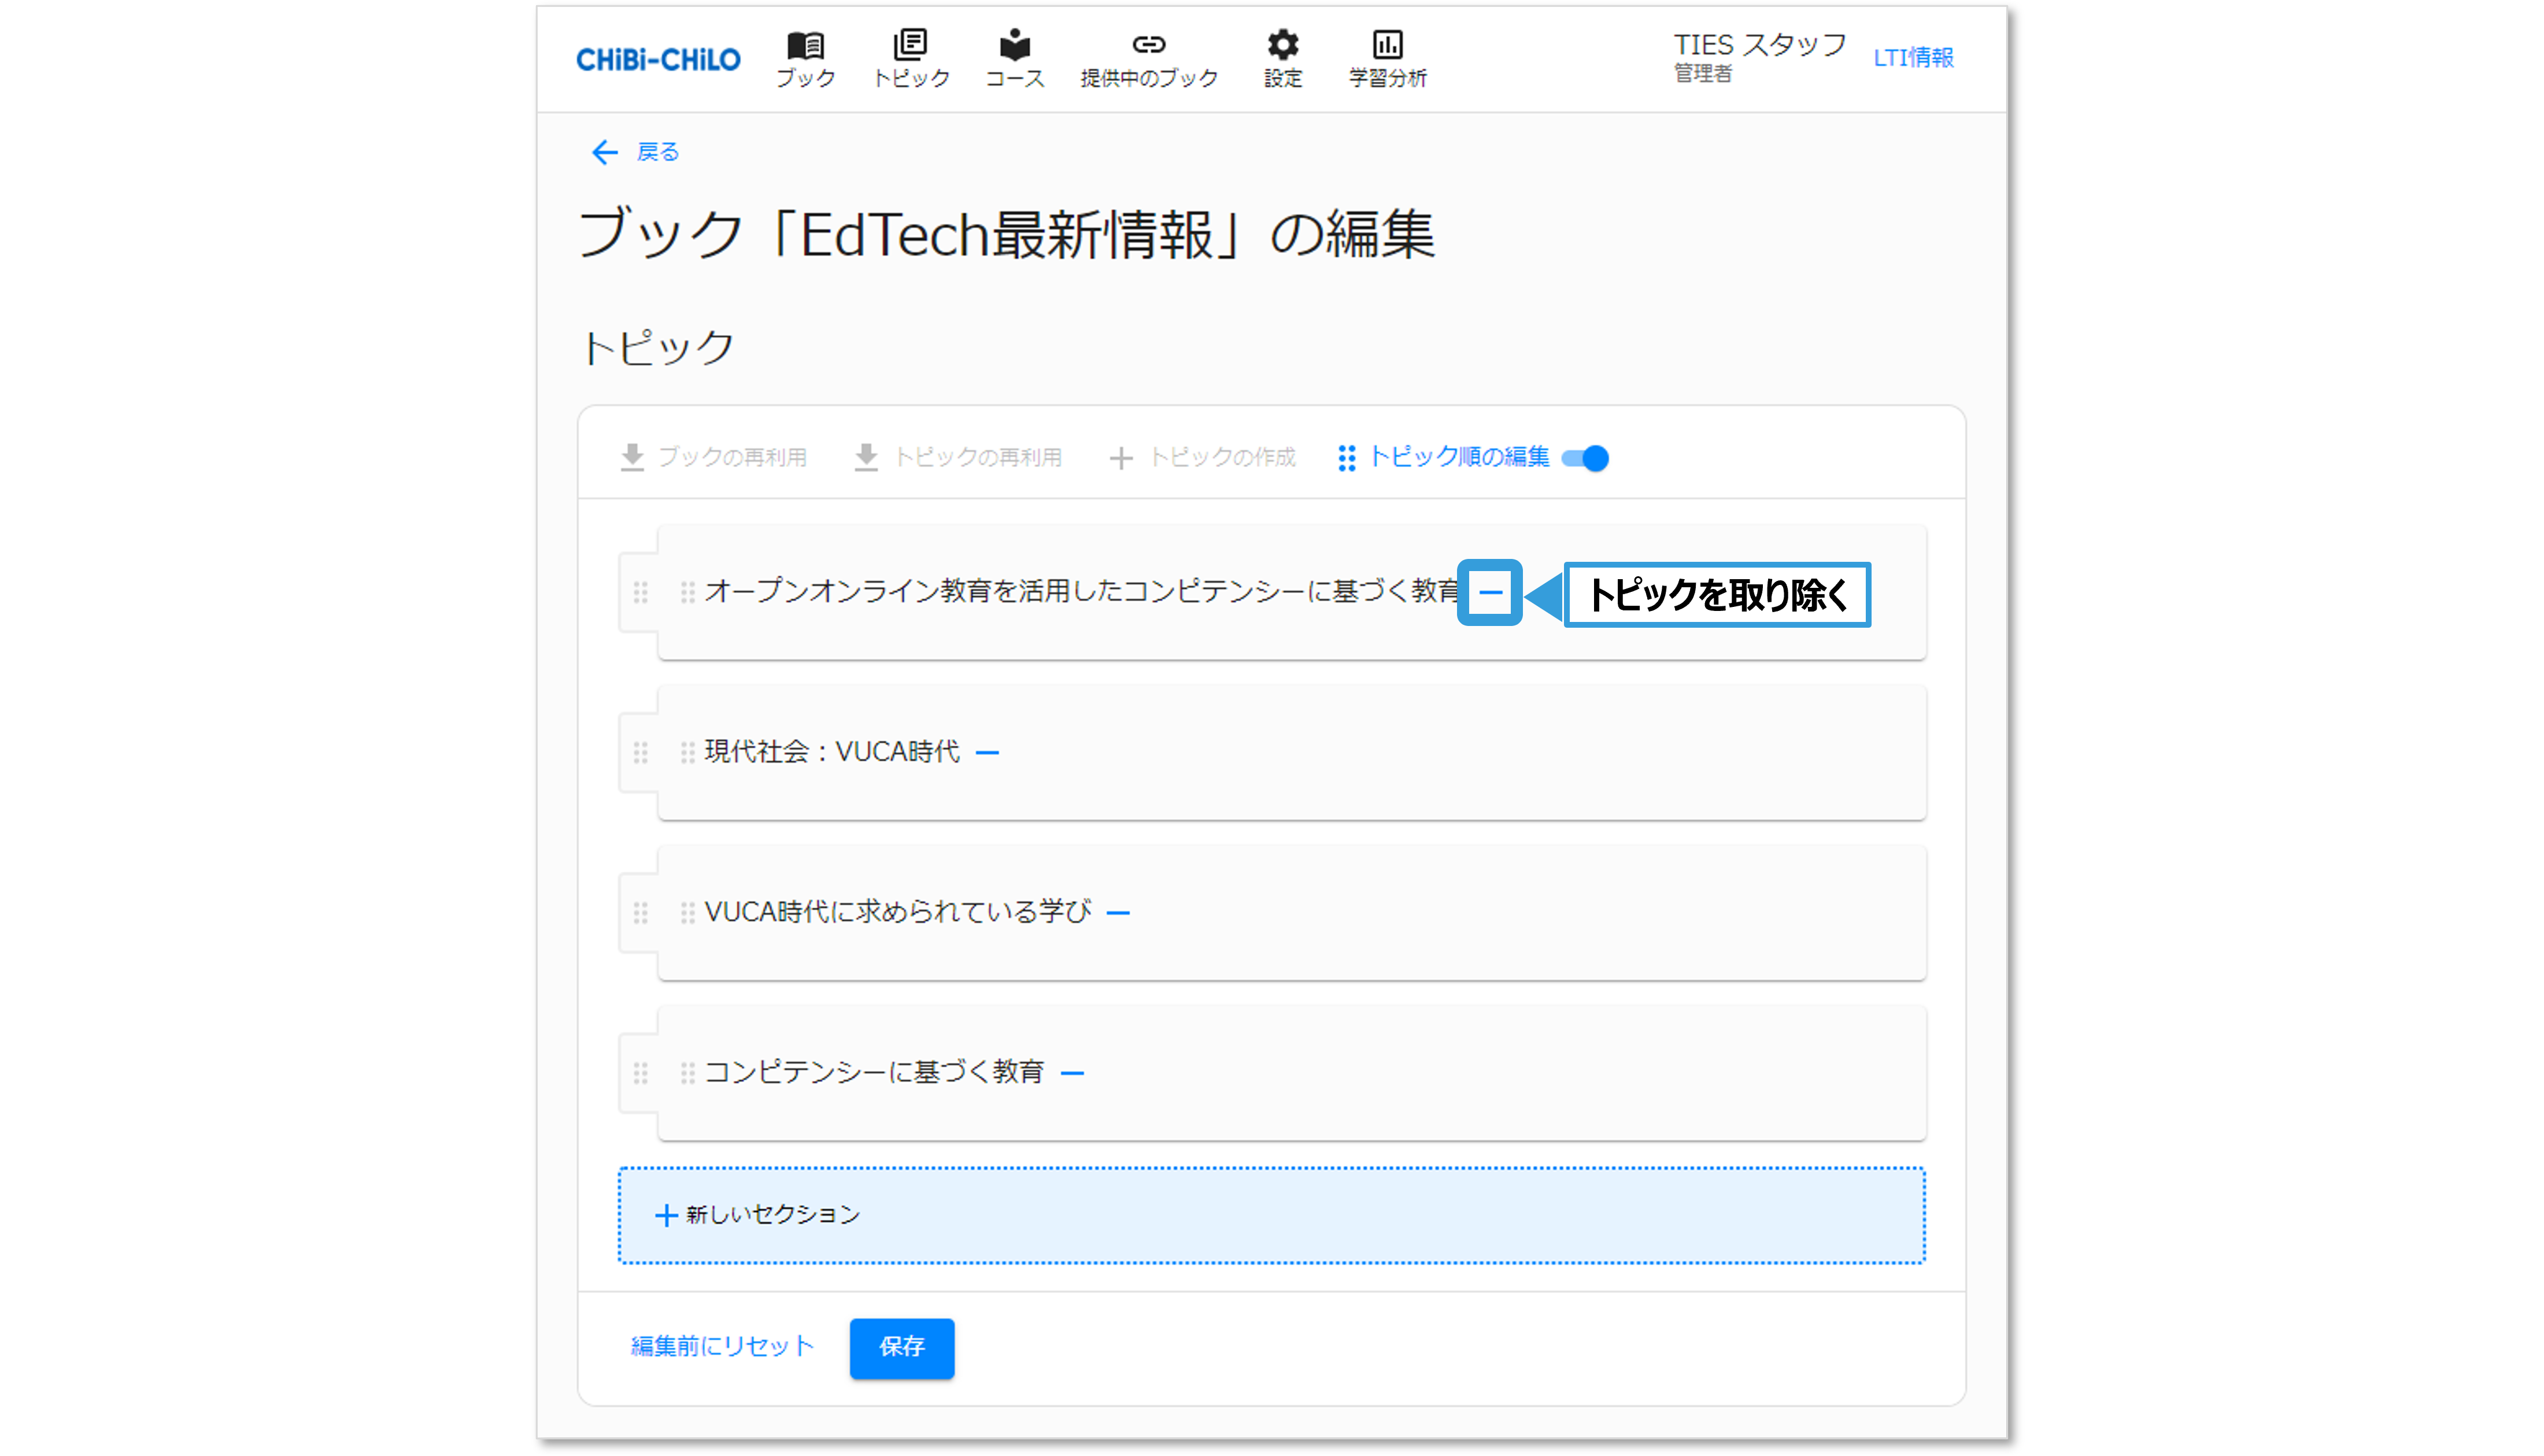 CHiBi-CHiLO
ブック
トピック
コース
提供中のブック
設定
学習分析
TIES スタッフ
管理者
LTI情報
戻る
ブック「EdTech最新情報」の編集
トピック
ブックの再利用
トピックの再利用
トピックの作成
トピック順の編集
オープンオンライン教育を活用したコンピテンシーに基づく教育
トピックを取り除く
現代社会：VUCA時代
VUCA時代に求められている学び
コンピテンシーに基づく教育
新しいセクション
編集前にリセット
保存